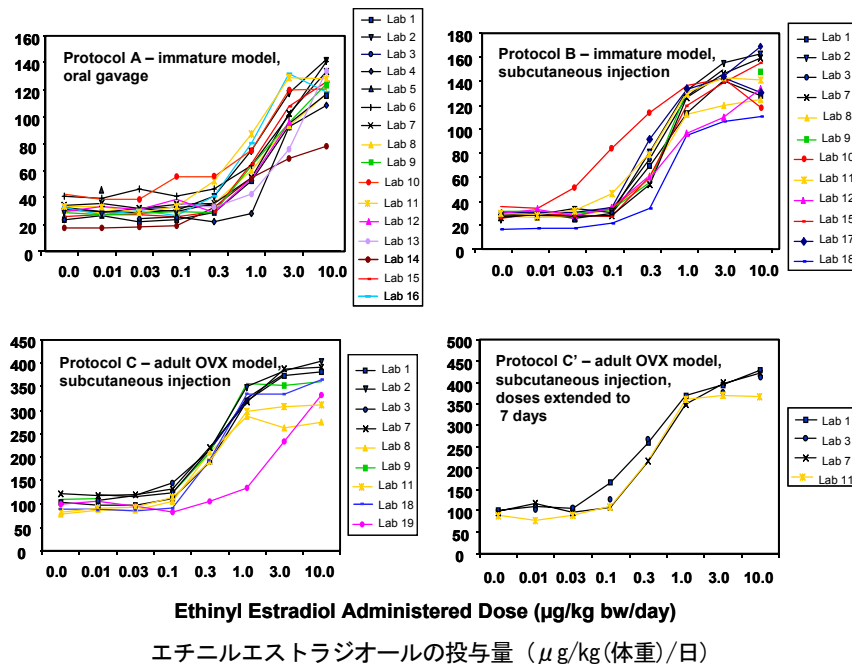 Protocol A – immature model,
oral gavage
160
140
120
100
80
60
40
20
0
0.0 0.01 0.03 0.1 0.3 1.0 3.0 10.0
Lab 1
Lab 2
Lab 3
Lab 4
Lab 5
Lab 6
Lab 7
Lab 8
Lab 9
Lab 10
Lab 11
Lab 12
Lab 13
Lab 14
Lab 15
Lab 16
Protocol B – immature model,
subcutaneous injection
180
160
140
120
100
80
60
40
20
0
0.0 0.01 0.03 0.1 0.3 1.0 3.0 10.0
Lab 1
Lab 2
Lab 3
Lab 7
Lab 8
Lab 9
Lab 10
Lab 11
Lab 12
Lab 15
Lab 17
Lab 18
Protocol C – adult OVX model,
subcutaneous injection
450
400
350
300
250
200
150
100
50
0
0.0 0.01 0.03 0.1 0.3 1.0 3.0 10.0
Lab 1
Lab 2
Lab 3
Lab 7
Lab 8
Lab 9
Lab 11
Lab 18
Lab 19
Protocol C’ – adult OVX model,
subcutaneous injection,
doses extended to
7 days
500
450
400
350
300
250
200
150
100
50
0
0.0 0.01 0.03 0.1 0.3 1.0 3.0 10.0
Lab 1
Lab 3
Lab 7
Lab 11
Ethinyl Estradiol Administered Dose (µg/kg bw/day)
エチニルエストラジオールの投与量（μg/kg(体重)/日）